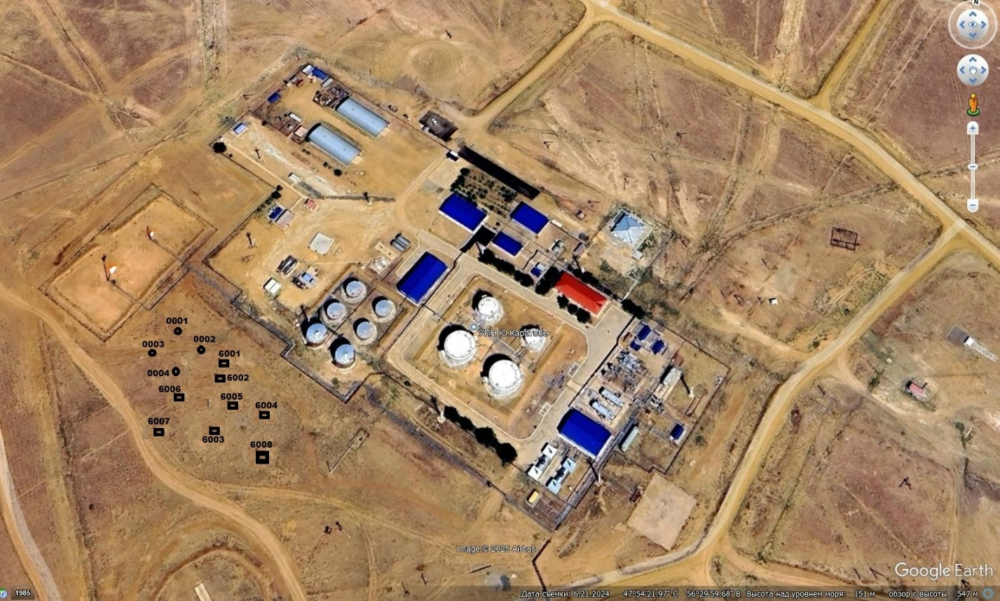 N
0001
0002
0003
6001
0004
6002
6006
6005
6004
6007
6003
6008
УПН Ю.Каратобе
Image © 2025 Airbus
Google Earth
1985
Дата съемки: 6.21.2024 47°54'21.97" С 56°29'59.68" В Высота над уровнем моря: 151 м обзор с высоты 547 м